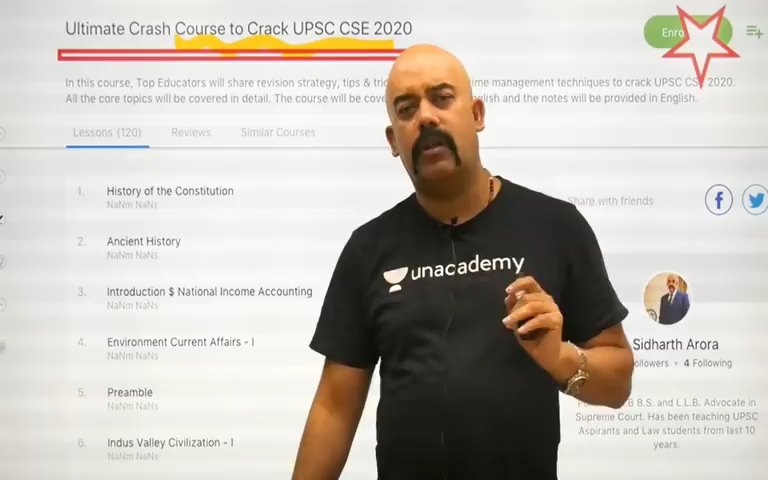 Ultimate Crash Course to Crack UPSC CSE 2020
Enro
In this course, Top Educators will share revision strategy, tips & ime management techniques to crack UPSC CSE 2020.
All the core topics will be covered in detail. The course will be and the notes will be provided in English.
Lessons (120) Reviews Similar Courses
1. History of the Constitution
NaNm NaNs
Share with friends
2. Ancient History
NaNm NaNs
unacademy
3. Introduction $ National Income Accounting
NaNm NaNs
4. Environment Current Affairs - I
NaNm NaNs
Sidharth Arora
ollowers • 4 Following
5. Preamble
NaNm NaNs
B.S. and L.L.B. Advocate in
Supreme Court. Has been teaching UPSC
Aspirants and Law students from last 10
years.
6. Indus Valley Civilization - I
NaNm NaNs